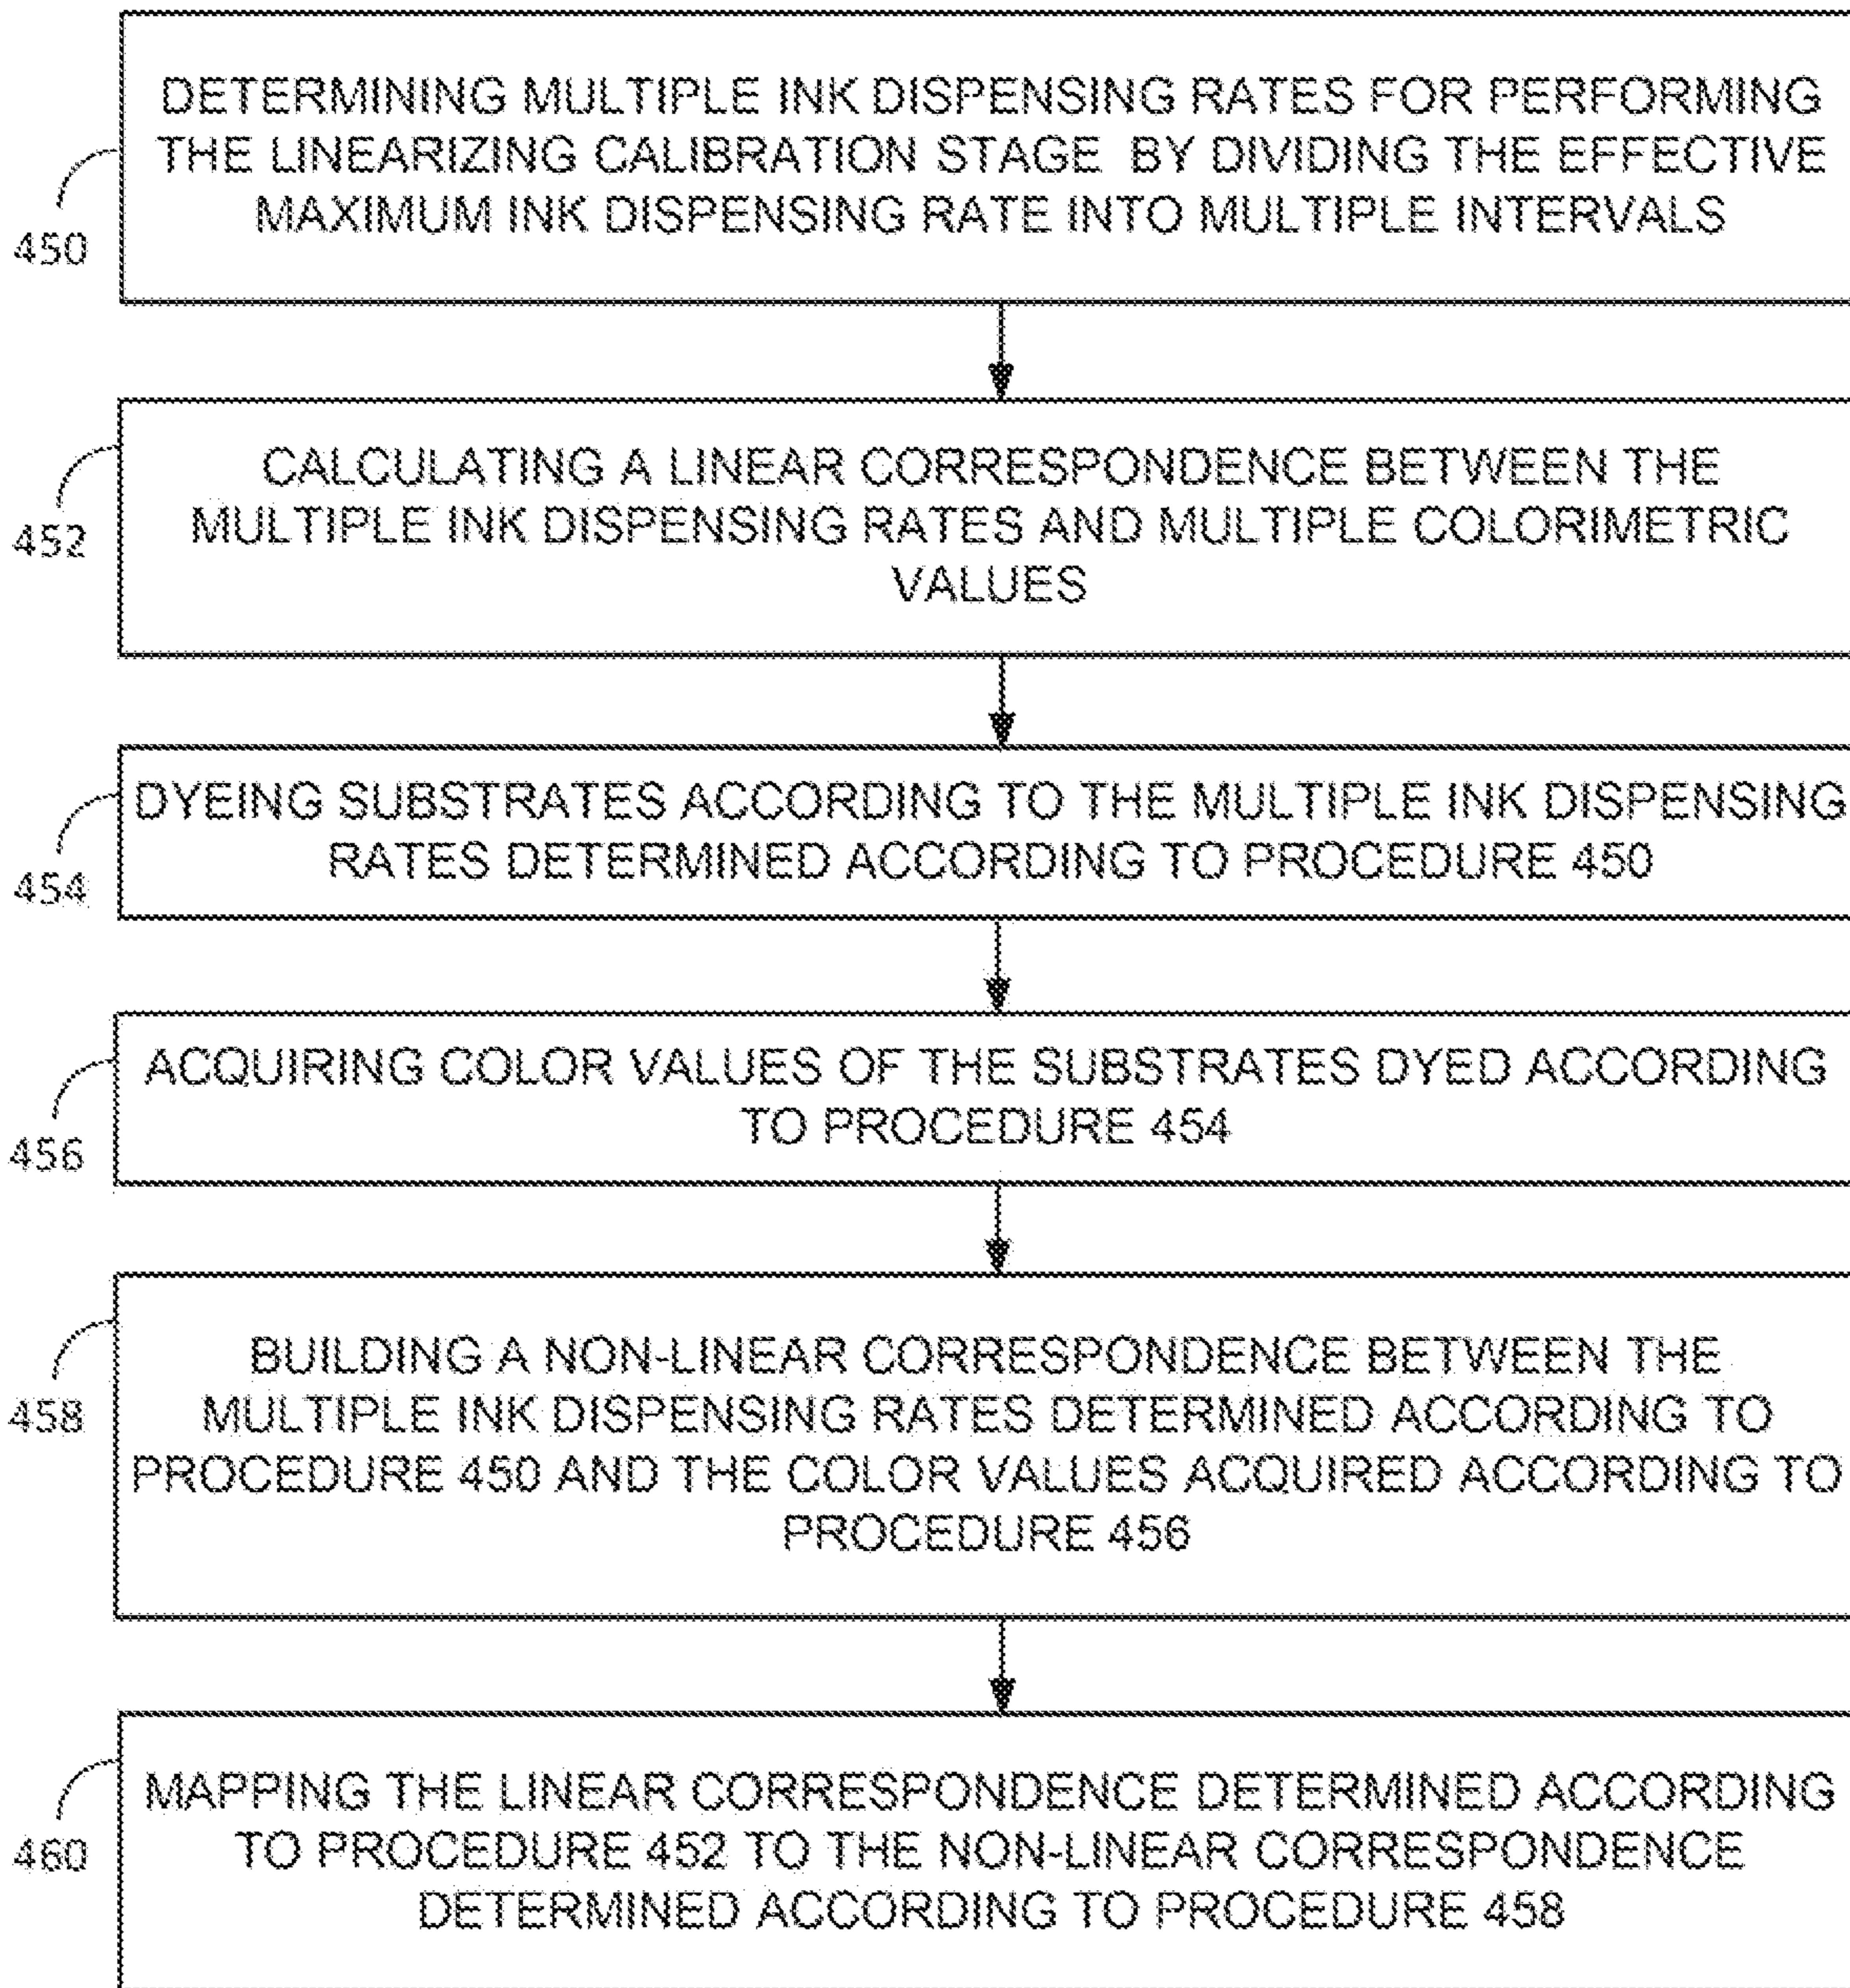 DETERMINING MULTIPLE INK DISPENSING RATES FOR PERFORMING
THE LINEARIZING CALIBRATION STAGE BY DIVIDING THE EFFECTIVE
MAXIMUM INK DISPENSING RATE INTO MULTIPLE INTERVALS
450
CALCULATING A LINEAR CORRESPONDENCE BETWEEN THE
MULTIPLE INK DISPENSING RATES AND MULTIPLE COLORIMETRIC
VALUES
452
DYEING SUBSTRATES ACCORDING TO THE MULTIPLE INK DISPENSING
RATES DETERMINED ACCORDING TO PROCEDURE 450
454
ACQUIRING COLOR VALUES OF THE SUBSTRATES DYED ACCORDING
TO PROCEDURE 454
456
BUILDING A NON-LINEAR CORRESPONDENCE BETWEEN THE
MULTIPLE INK DISPENSING RATES DETERMINED ACCORDING TO
PROCEDURE 450 AND THE COLOR VALUES ACQUIRED ACCORDING TO
PROCEDURE 456
458
MAPPING THE LINEAR CORRESPONDENCE DETERMINED ACCORDING
TO PROCEDURE 452 TO THE NON-LINEAR CORRESPONDENCE
DETERMINED ACCORDING TO PROCEDURE 458
460